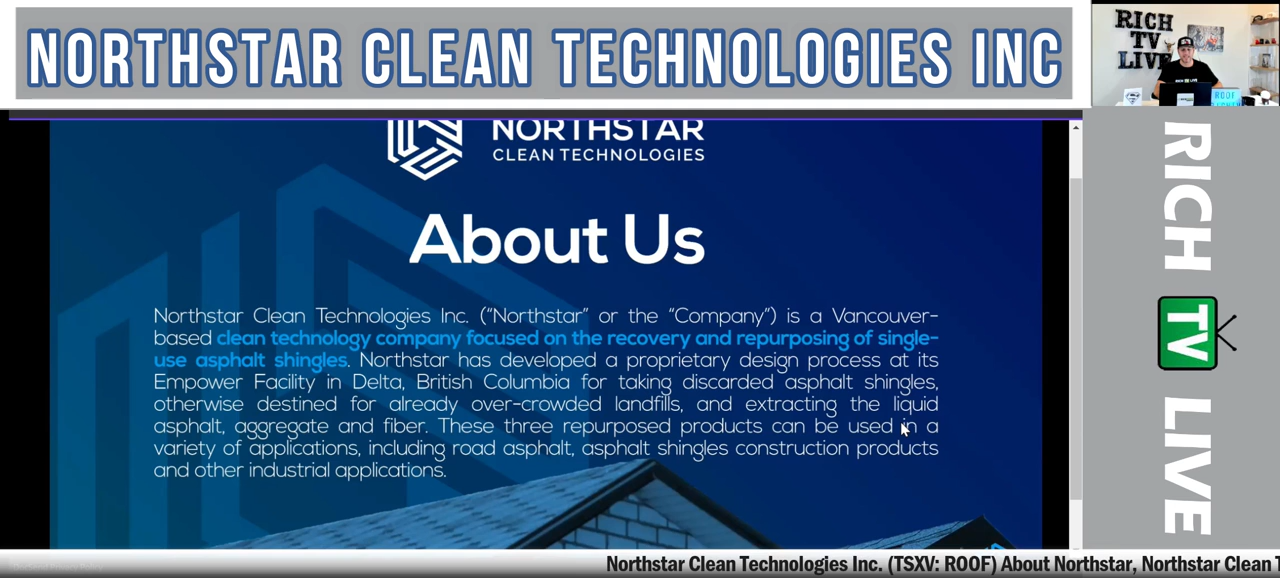 NORTHSTAR CLEAN TECHNOLOGIES INC
RICH
TV
LIVE
RICH TV LIVE
ROOF
NORTHSTAR
CLEAN TECHNOLOGIES
About Us
Northstar Clean Technologies Inc. (“Northstar” or the “Company”) is a Vancouver-
based clean technology company focused on the recovery and repurposing of single-
use asphalt shingles. Northstar has developed a proprietary design process at its
Empower Facility in Delta, British Columbia for taking discarded asphalt shingles,
otherwise destined for already over-crowded landfills, and extracting the liquid
asphalt, aggregate and fiber. These three repurposed products can be used in a
variety of applications, including road asphalt, asphalt shingles construction products
and other industrial applications.
Northstar Clean Technologies Inc. (TSXV: ROOF) About Northstar, Northstar Clean T